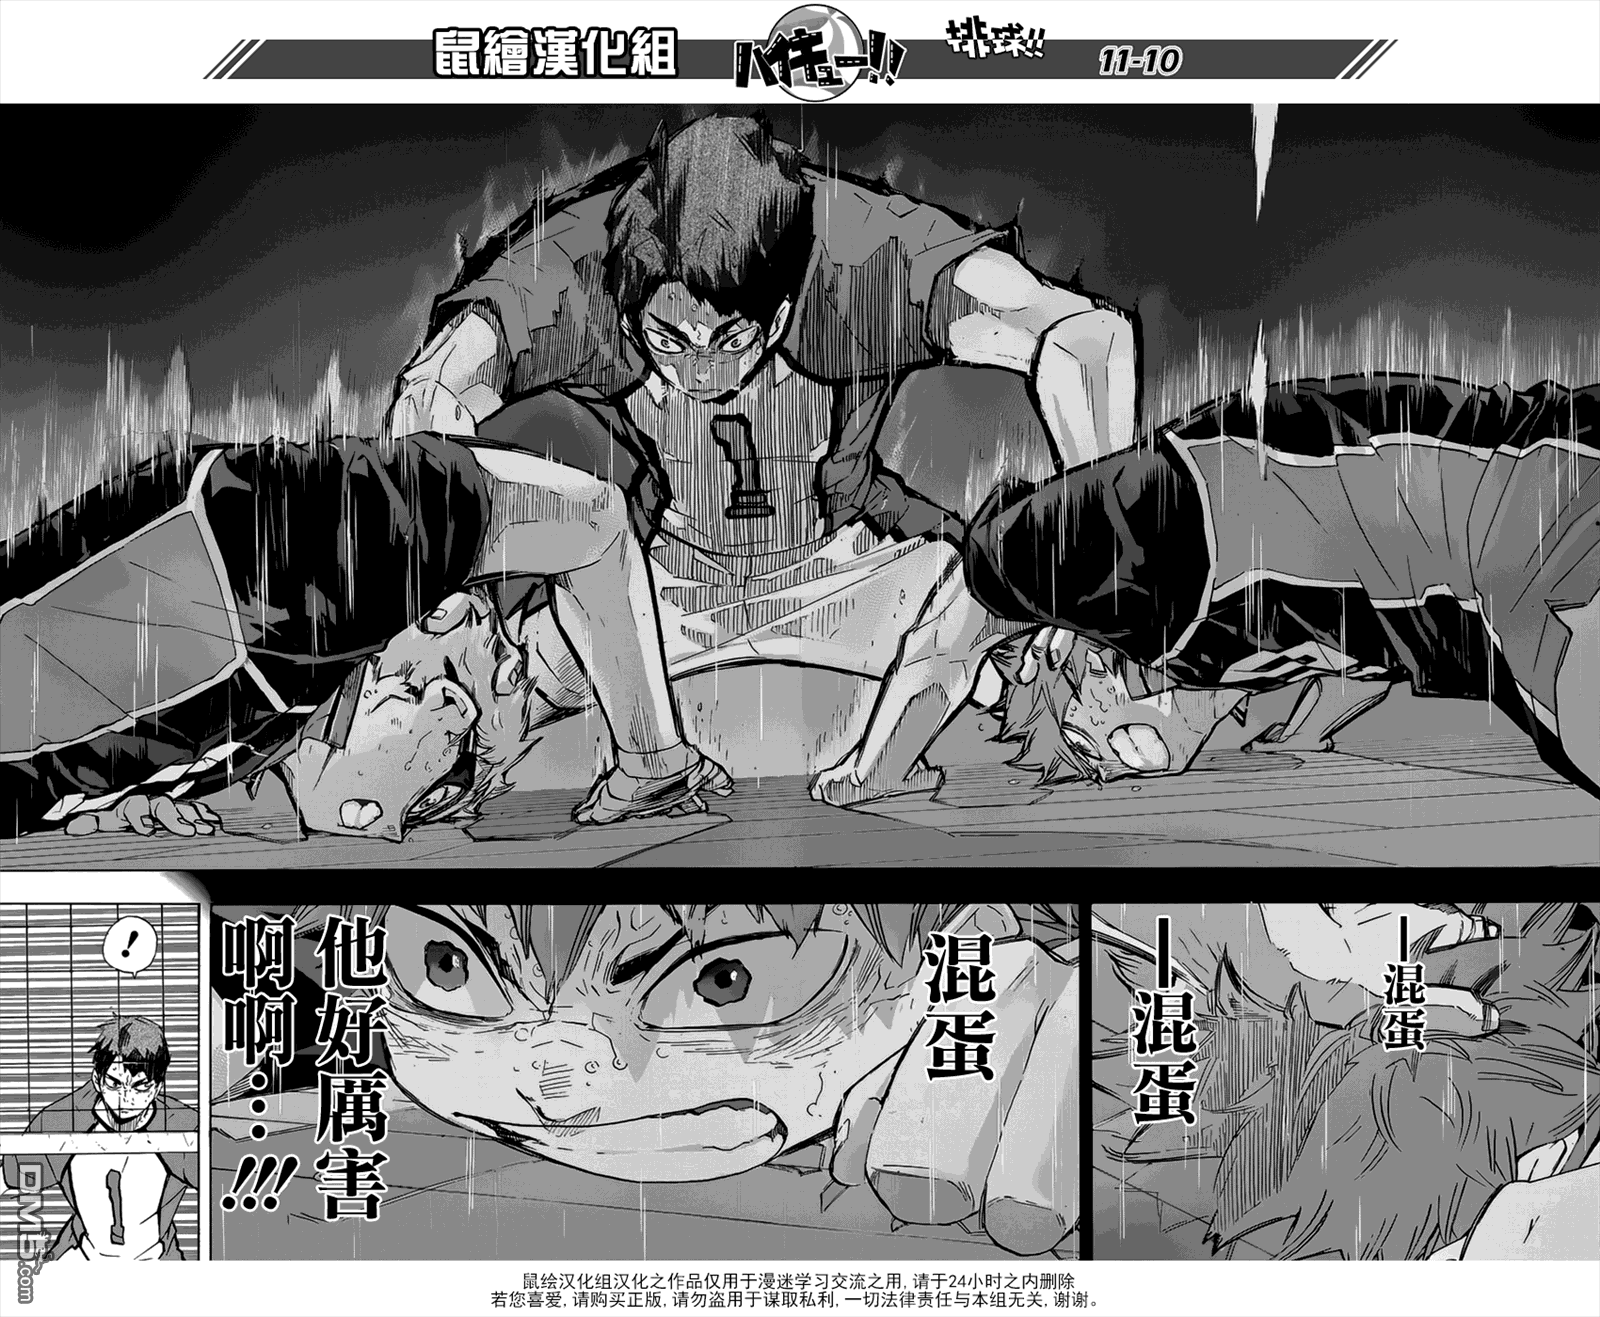 鼠繪漢化組
ハイキュー!!
排球!!
11-10
1
—混蛋
—混蛋
混蛋
他好厲害
啊啊…!!!
!
1
DM5.com
鼠绘汉化组汉化之作品仅用于漫迷学习交流之用,请于24小时之内删除
若您喜爱,请购买正版,请勿盗用于谋取私利,一切法律责任与本组无关,谢谢。